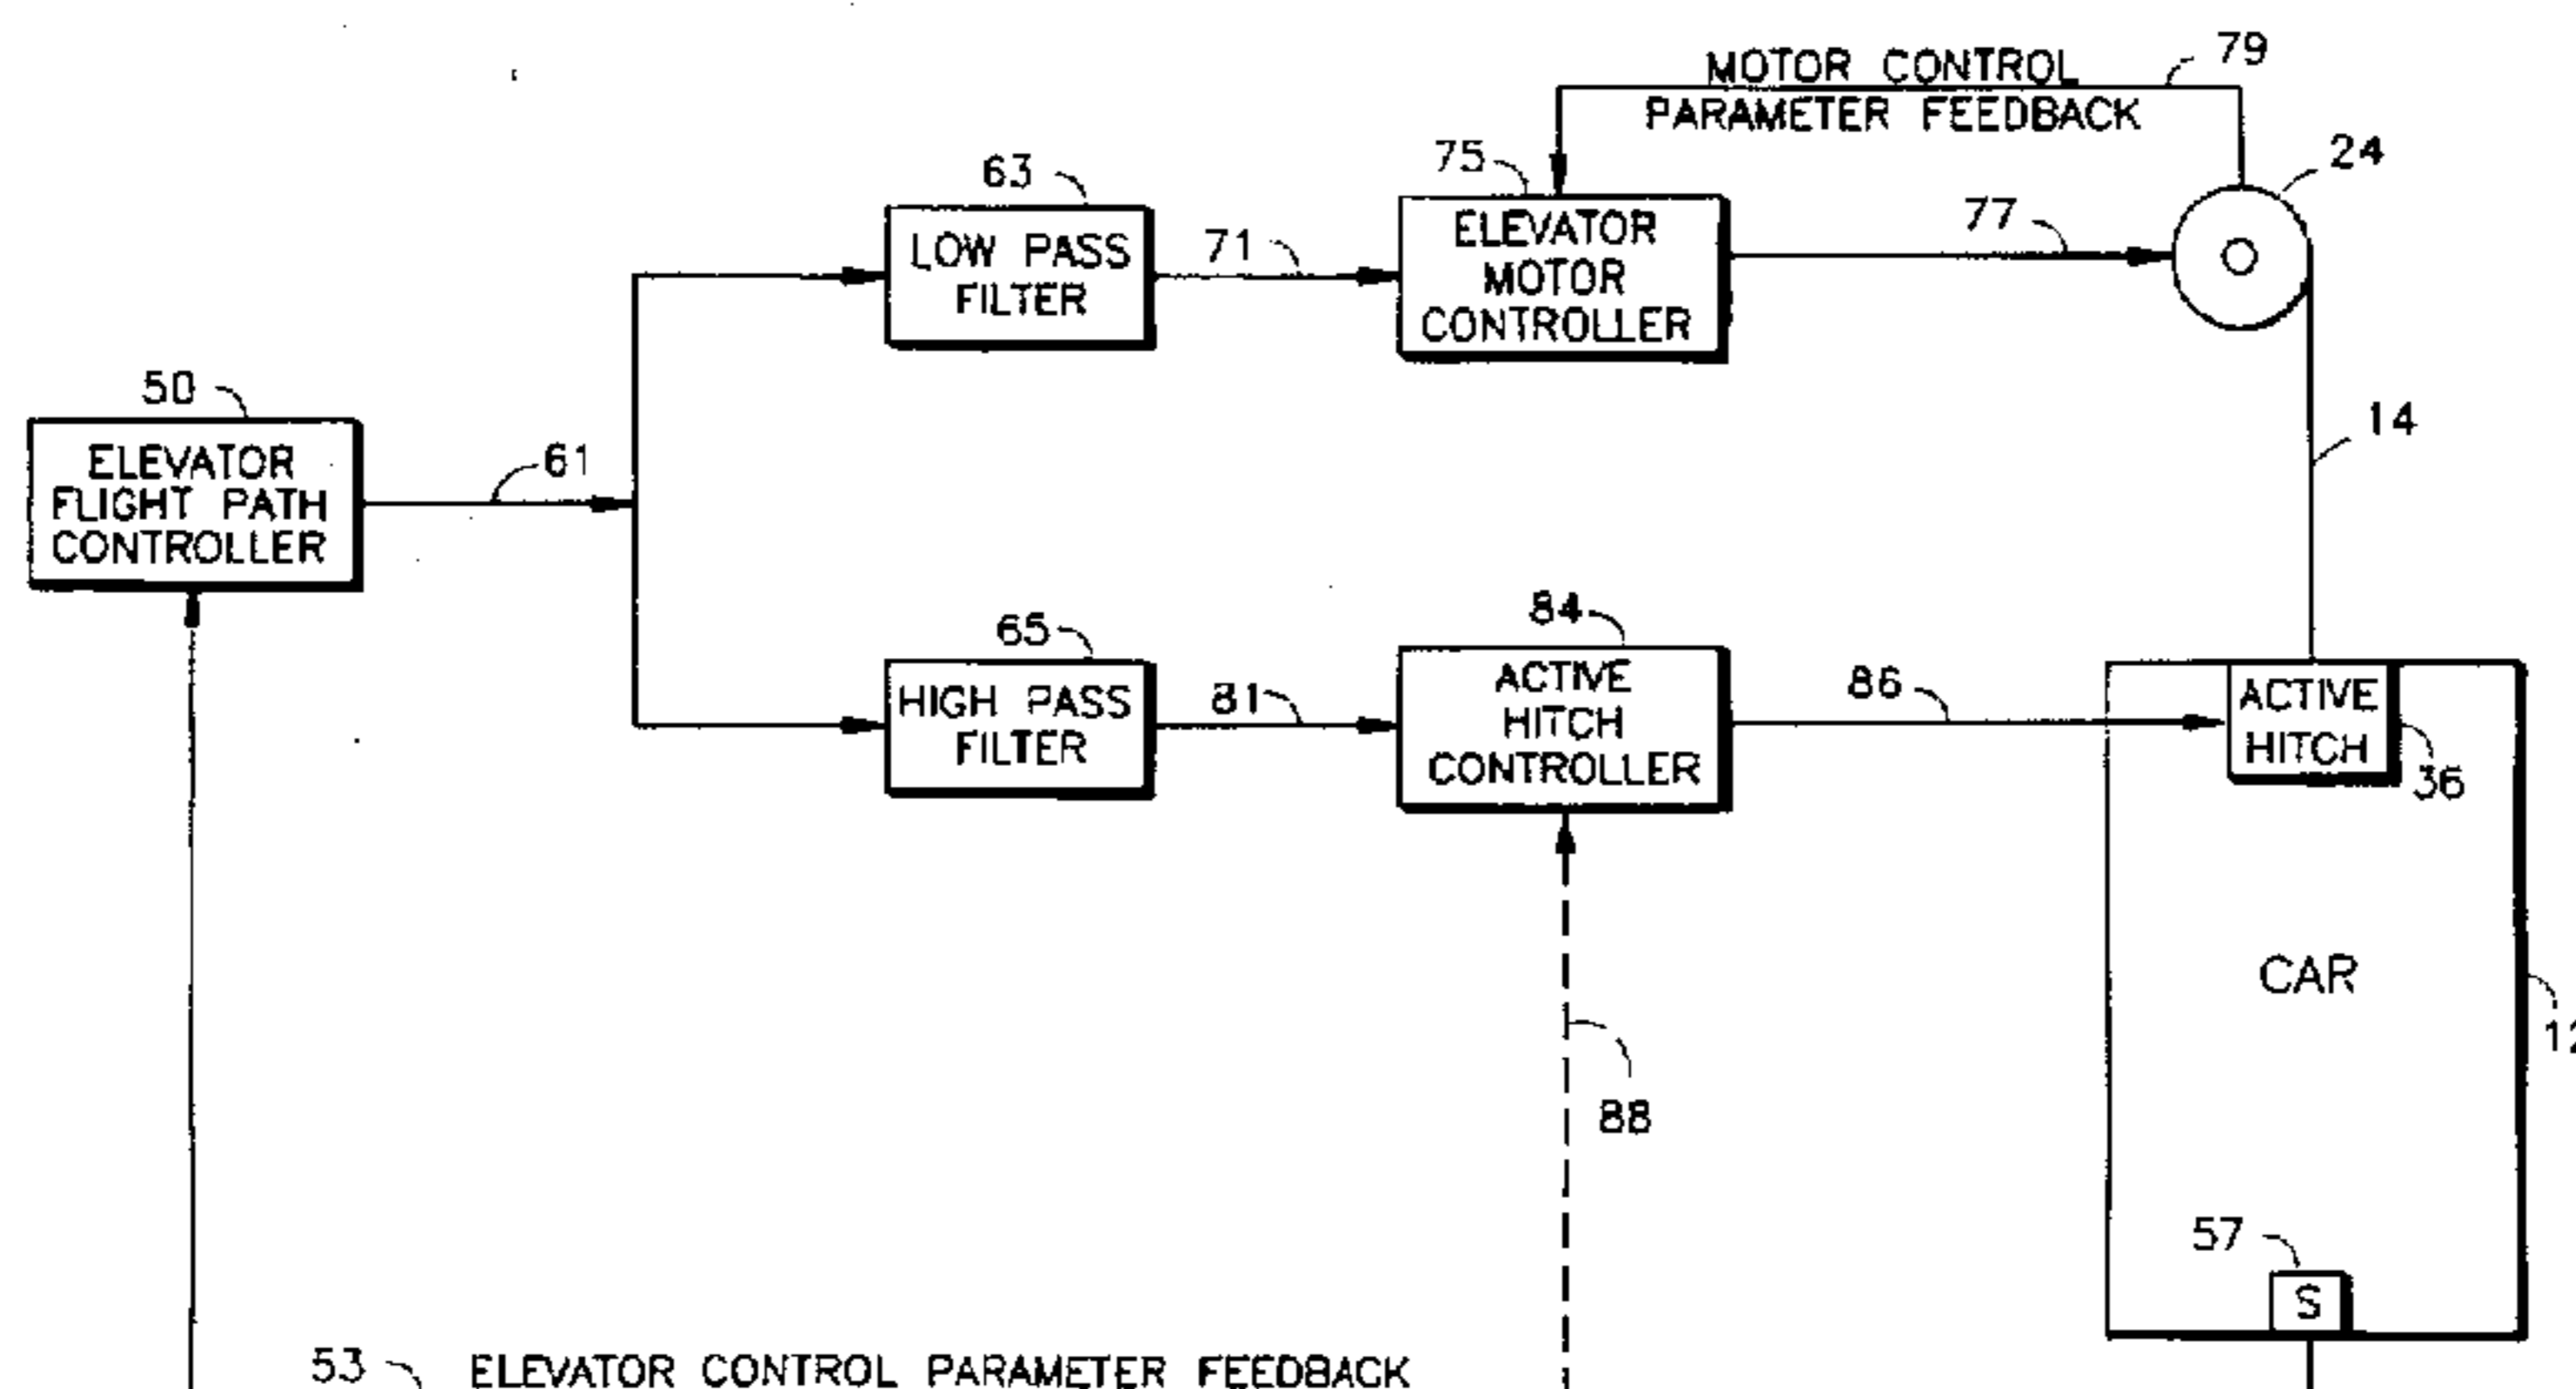 MOTOR CONTROL
PARAMETER FEEDBACK
79
24
75
ELEVATOR
MOTOR
CONTROLLER
77
63
LOW PASS
FILTER
71
14
50
ELEVATOR
FLIGHT PATH
CONTROLLER
61
65
HIGH PASS
FILTER
81
84
ACTIVE
HITCH
CONTROLLER
86
ACTIVE
HITCH
36
CAR
12
88
57
S
53
ELEVATOR CONTROL PARAMETER FEEDBACK